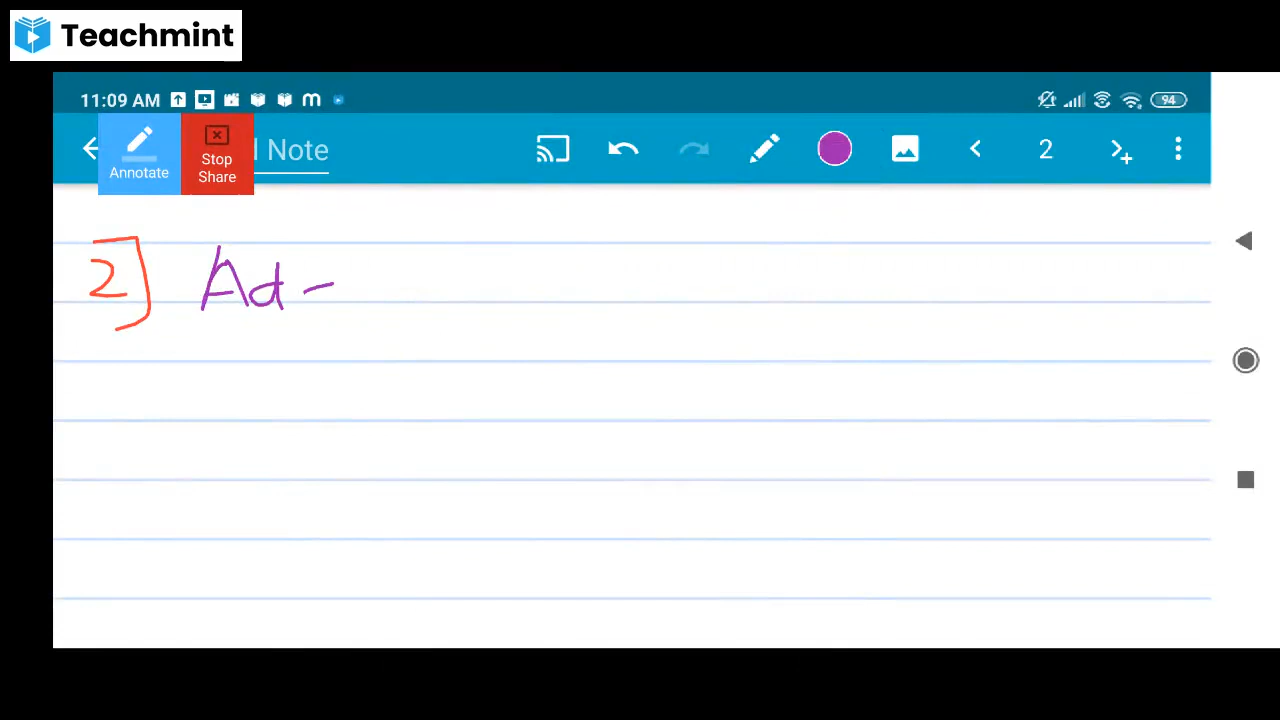 Teachmint
11:09 AM 94
Annotate
Stop Share
Note
2
2] Ad -